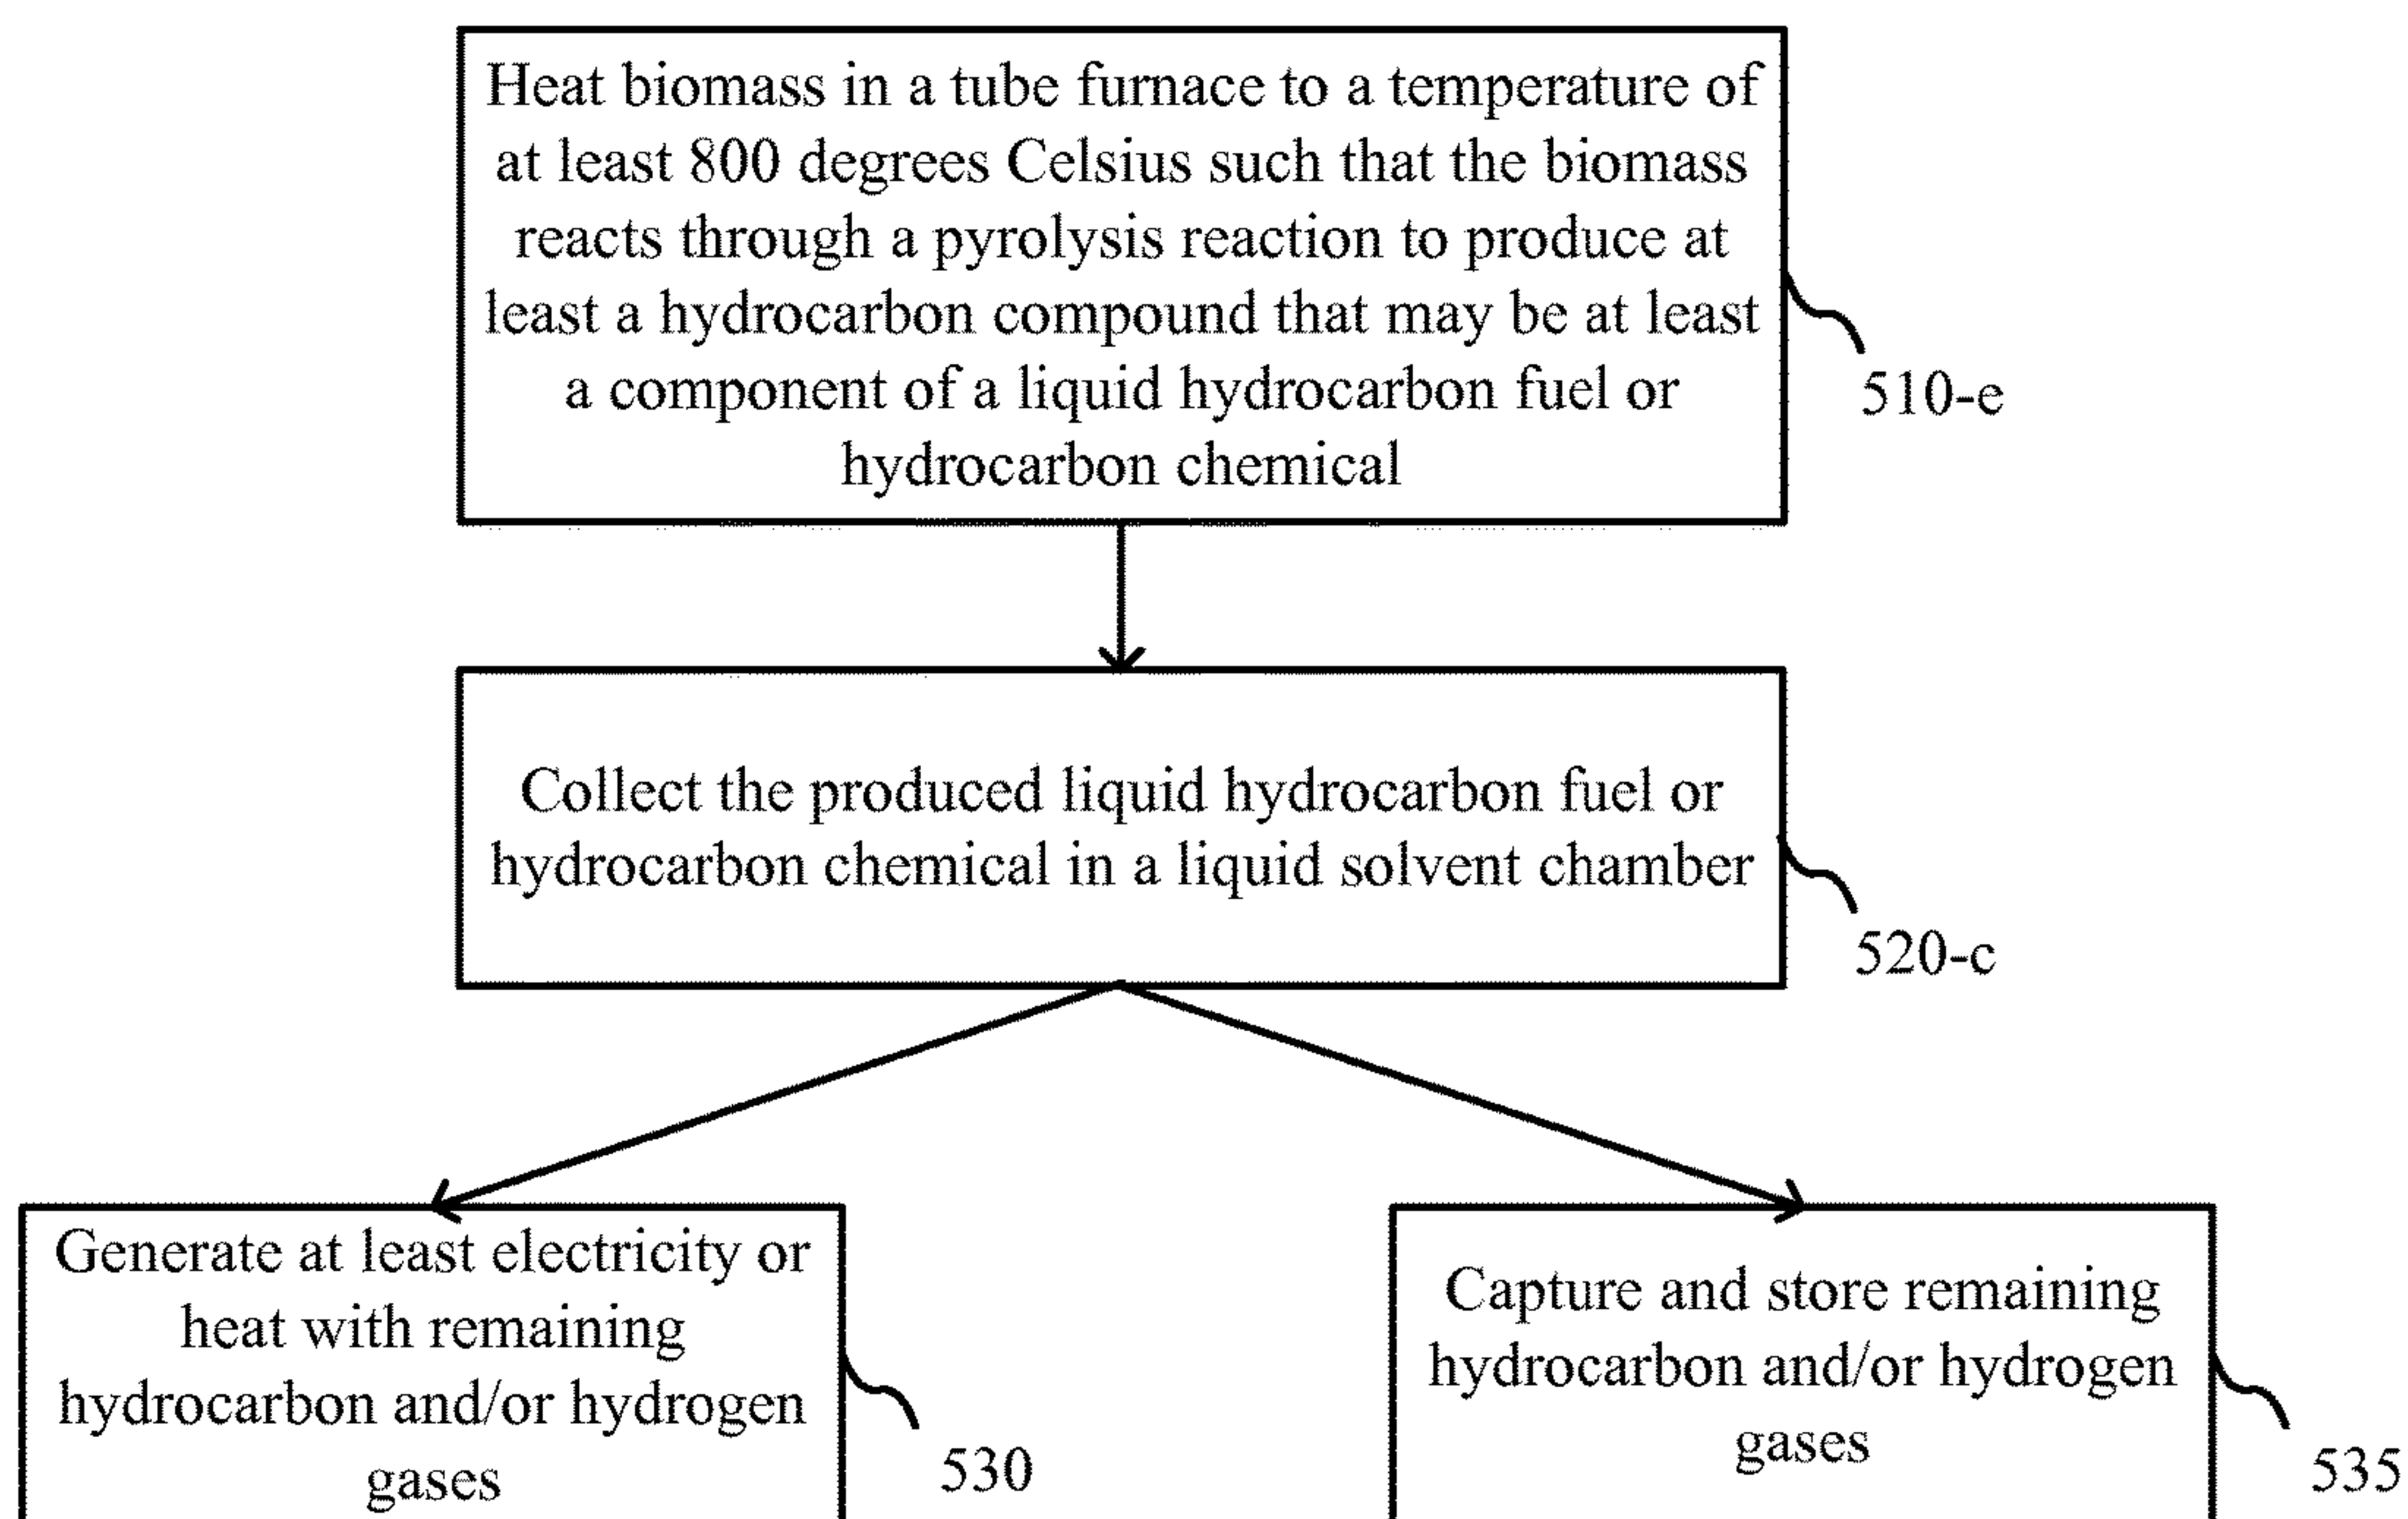 Heat biomass in a tube furnace to a temperature of
at least 800 degrees Celsius such that the biomass
reacts through a pyrolysis reaction to produce at
least a hydrocarbon compound that may be at least
a component of a liquid hydrocarbon fuel or
hydrocarbon chemical
510-e
Collect the produced liquid hydrocarbon fuel or
hydrocarbon chemical in a liquid solvent chamber
520-c
Generate at least electricity or
heat with remaining
hydrocarbon and/or hydrogen
gases
530
Capture and store remaining
hydrocarbon and/or hydrogen
gases
535